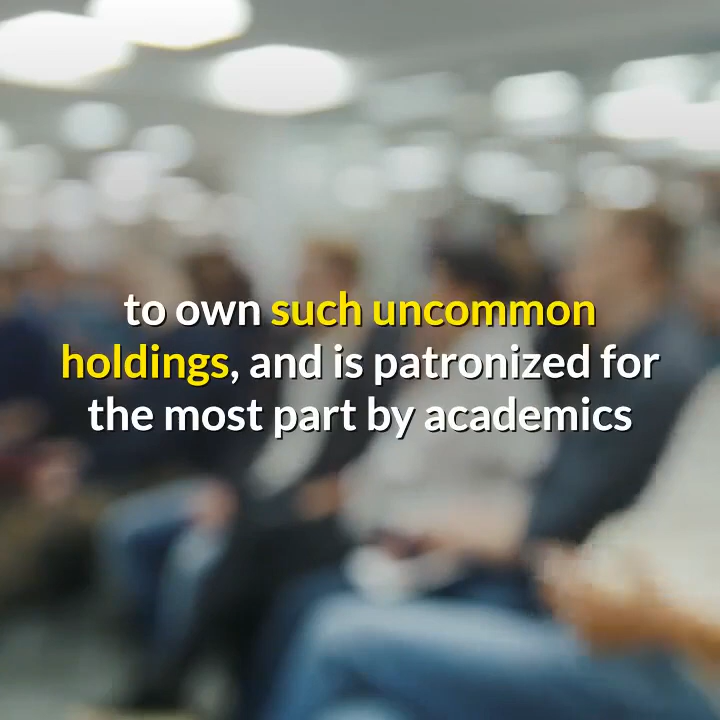 to own such uncommon
holdings, and is patronized for
the most part by academics